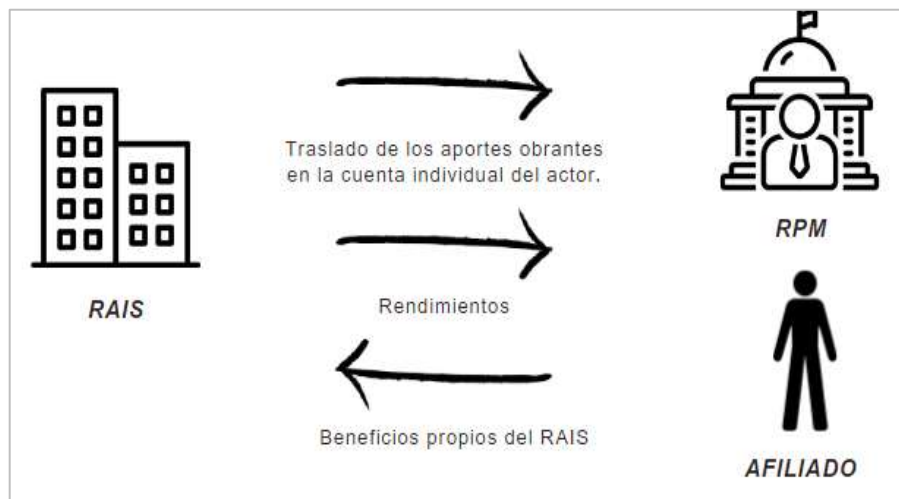 Traslado de los aportes obrantes
en la cuenta individual del actor.
RPM
Rendimientos
RAIS
Beneficios propios del RAIS
AFILIADO